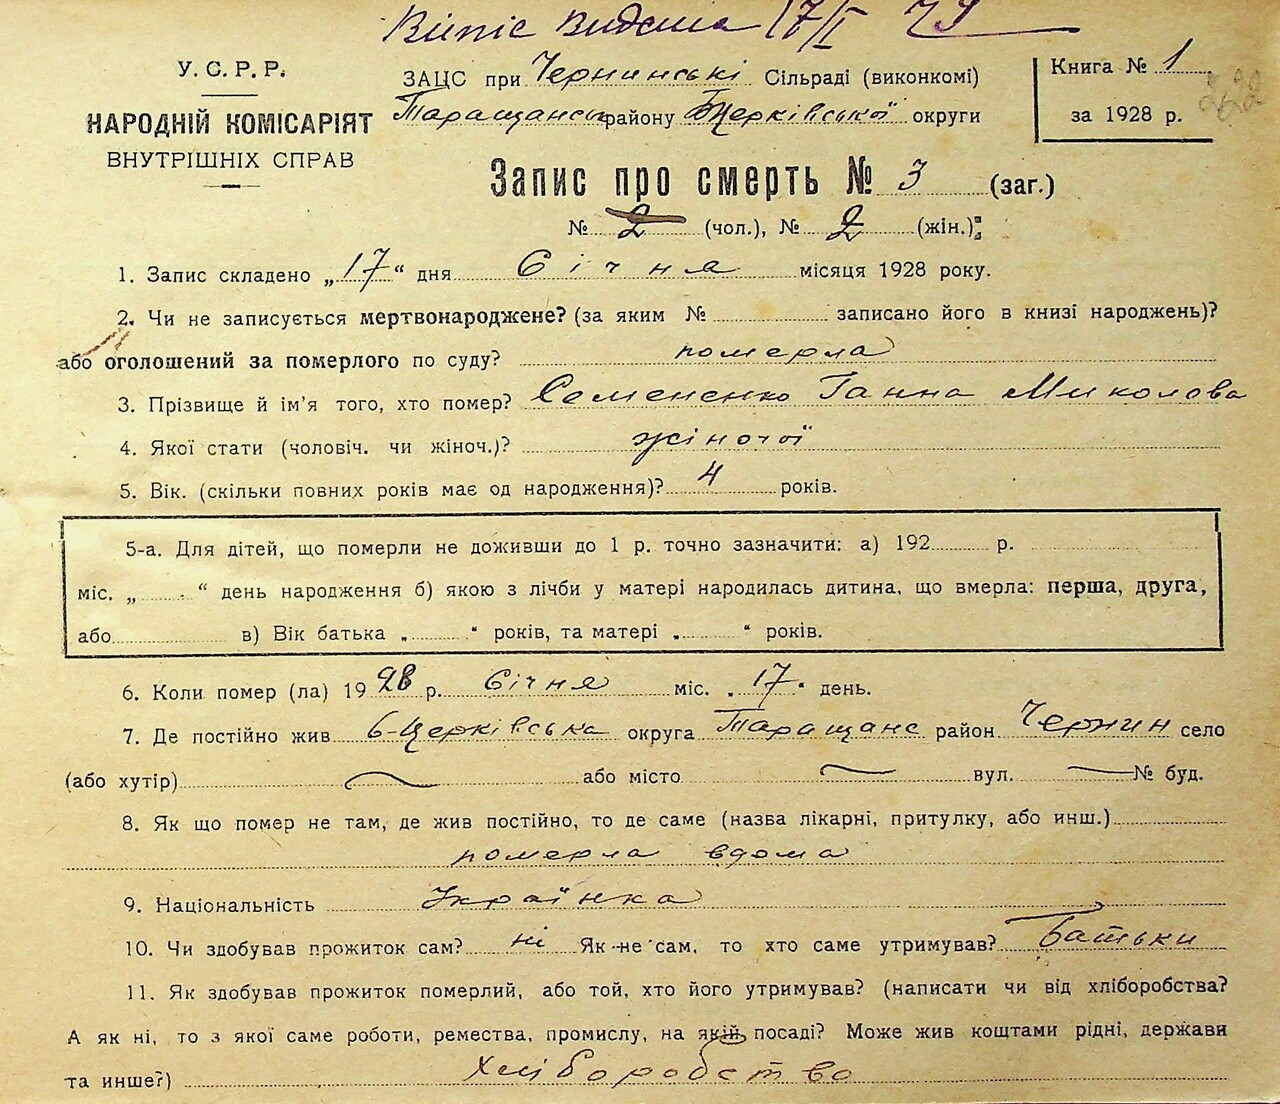 Віпіс Видана 17/I 29
У. С. Р. Р.
НАРОДНІЙ КОМІСАРІЯТ
ВНУТРІШНІХ СПРАВ
ЗАЦС при Чернинські Сільраді (виконкомі)
Таращанськ району Б Церківської округи
Книга № 1
за 1928 р.
Запис про смерть № 3 (заг.)
№ 2 (чол.), № 2 (жін.);
1. Запис складено „17“ дня Січня місяця 1928 року.
2. Чи не записується мертвонароджене? (за яким № записано його в книзі народжень)?
або оголошений за померлого по суду? померла
3. Прізвище й ім'я того, хто помер? Семененко Ганна Миколова
4. Якої стати (чоловіч. чи жіноч.)? жіночої
5. Вік. (скільки повних років має од народження)? 4 років.
5-а. Для дітей, що померли не доживши до 1 р. точно зазначити: а) 192 р.
міс. „ “ день народження б) якою з лічби у матері народилась дитина, що вмерла: перша, друга,
або в) Вік батька „ “ років, та матері „ “ років.
6. Коли помер (ла) 1928 р. Січня міс. „17“ день.
7. Де постійно жив Б-Церківська округа Таращанс район Чернин село
(або хутір) або місто вул. № буд.
8. Як що помер не там, де жив постійно, то де саме (назва лікарні, притулку, або инш.)
померла вдома
9. Національність Українка
10. Чи здобував прожиток сам? ні Як не сам, то хто саме утримував? Батьки
11. Як здобував прожиток померлий, або той, хто його утримував? (написати чи від хліборобства?
А як ні, то з якої саме роботи, ремества, промислу, на якій посаді? Може жив коштами рідні, держави
та инше?) Хліборобство